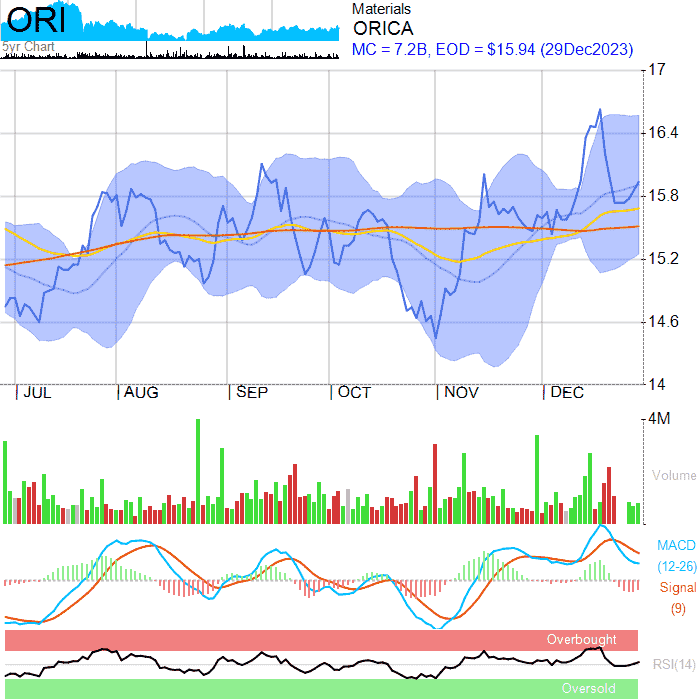 ORI
5yr Chart
Materials
ORICA
MC = 7.2B, EOD = $15.94 (29Dec2023)
17
16.4
15.8
15.2
14.6
14
JUL AUG SEP OCT NOV DEC
4M
Volume
MACD
(12-26)
Signal
(9)
Overbought
RSI(14)
Oversold